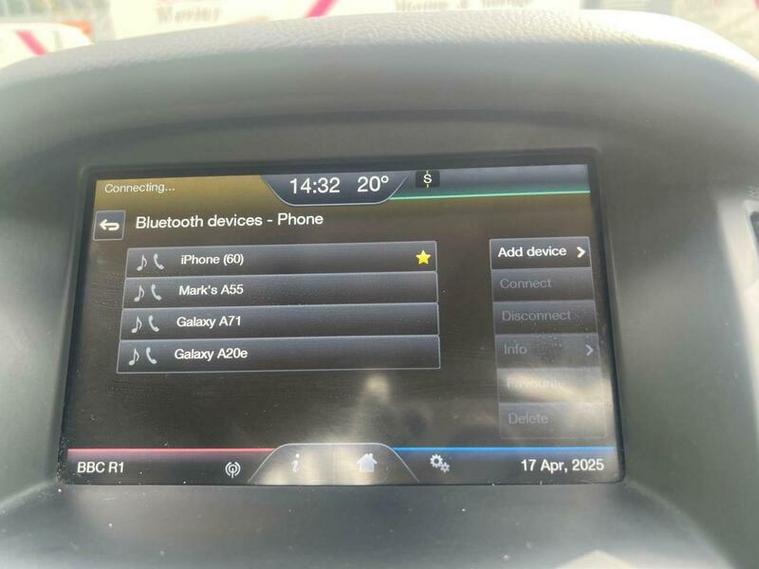 Connecting...
14:32 20°
S
Bluetooth devices - Phone
iPhone (60)
Mark's A55
Galaxy A71
Galaxy A20e
Add device
Connect
Disconnect
Info
Favourite
Delete
BBC R1
i
17 Apr, 2025